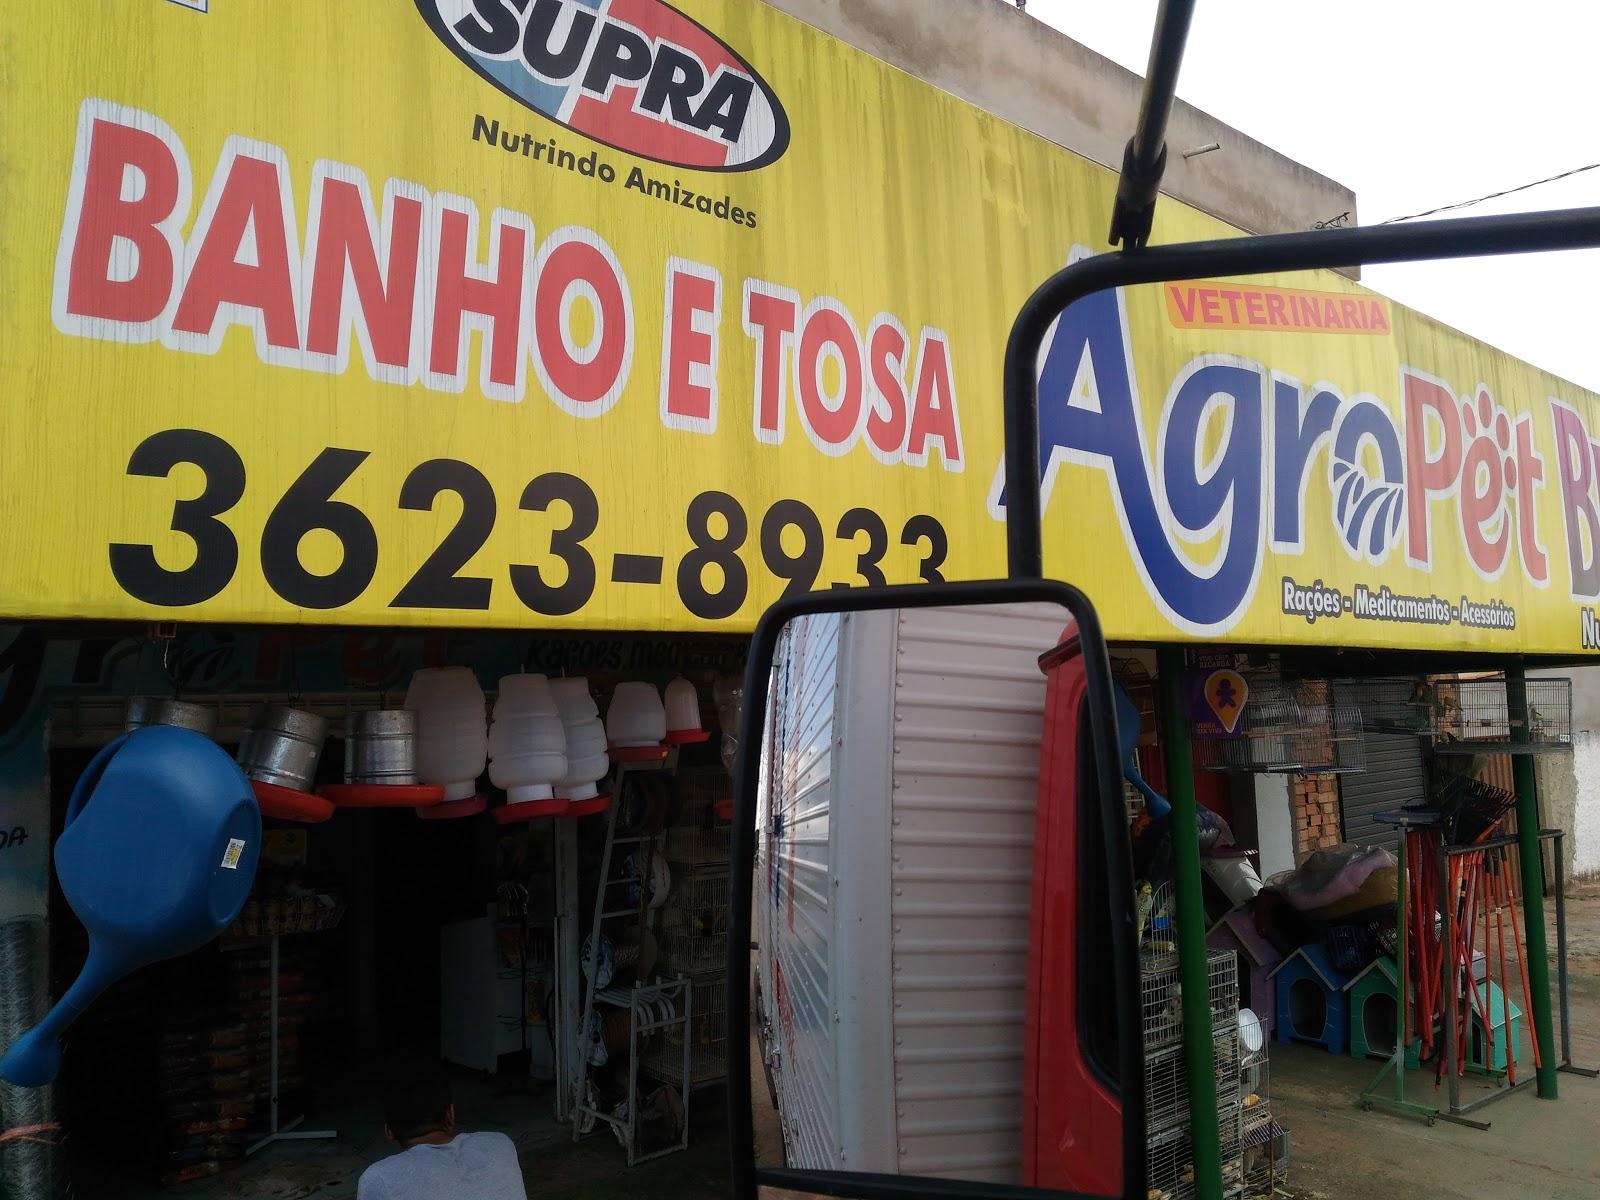 SUPRA
Nutrindo Amizades
BANHO E TOSA
3623-8933
VETERINARIA
AgroPet
Rações - Medicamentos - Acessórios